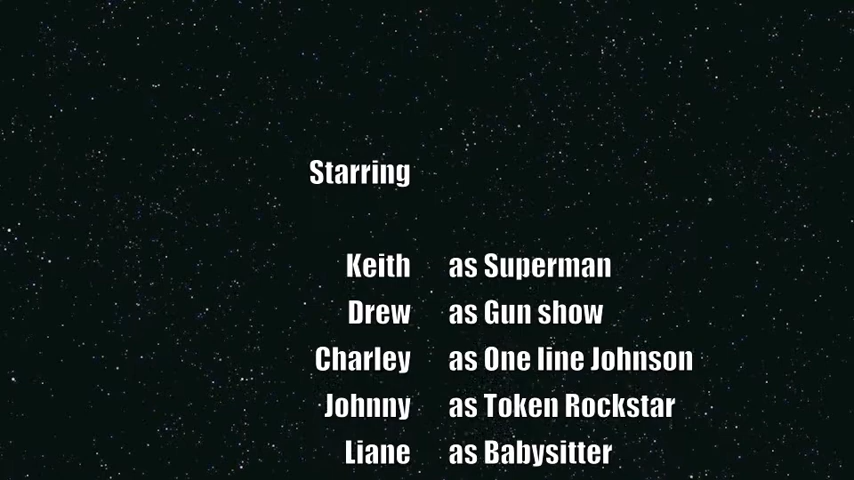 Starring
Keith as Superman
Drew as Gun show
Charley as One line Johnson
Johnny as Token Rockstar
Liane as Babysitter